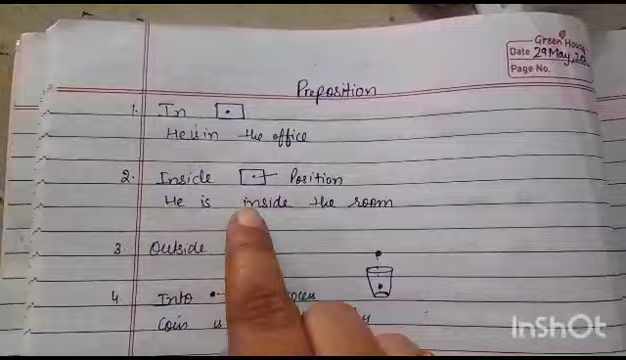 Green House
Date 29 May, 20
Page No.
Preposition
1. In
He is in the office
2. Inside Position
He is inside the room
3. Outside
4. Into
Coin is
InShOt